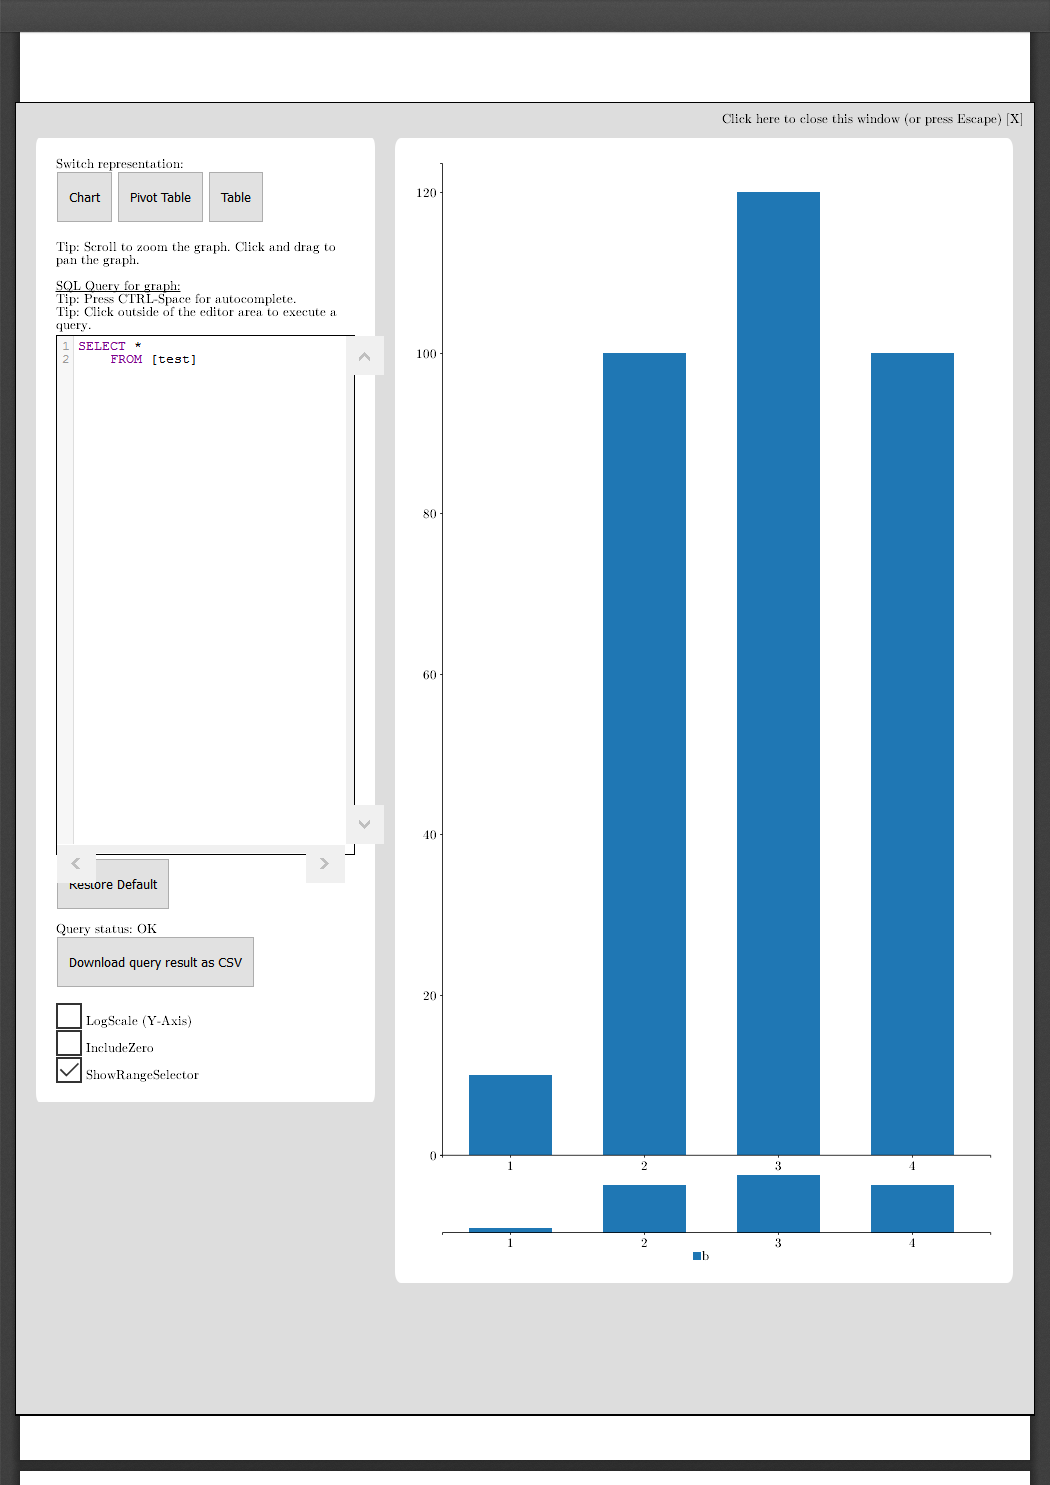 Click here to close this window (or press Escape) [X]
Switch representation:
Chart Pivot Table Table
Tip: Scroll to zoom the graph. Click and drag to
pan the graph.
SQL Query for graph:
Tip: Press CTRL-Space for autocomplete.
Tip: Click outside of the editor area to execute a
query.
1 SELECT *
2 FROM [test]
Restore Default
Query status: OK
Download query result as CSV
LogScale (Y-Axis)
IncludeZero
ShowRangeSelector
120
100
80
60
40
20
0
1 2 3 4
1 2 3 4
b